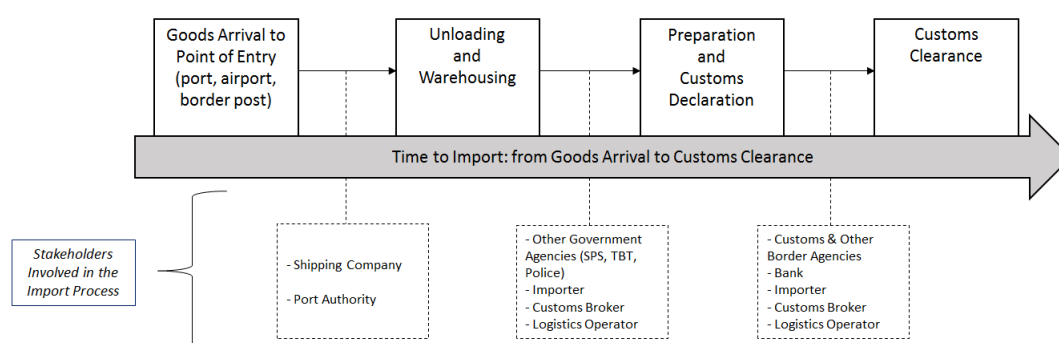 Goods Arrival to
Point of Entry
(port, airport,
border post)
Unloading
and
Warehousing
Preparation
and
Customs
Declaration
Customs
Clearance
Time to Import: from Goods Arrival to Customs Clearance
Stakeholders
Involved in the
Import Process
- Shipping Company
- Port Authority
- Other Government
Agencies (SPS, TBT,
Police)
- Importer
- Customs Broker
- Logistics Operator
- Customs & Other
Border Agencies
- Bank
- Importer
- Customs Broker
- Logistics Operator